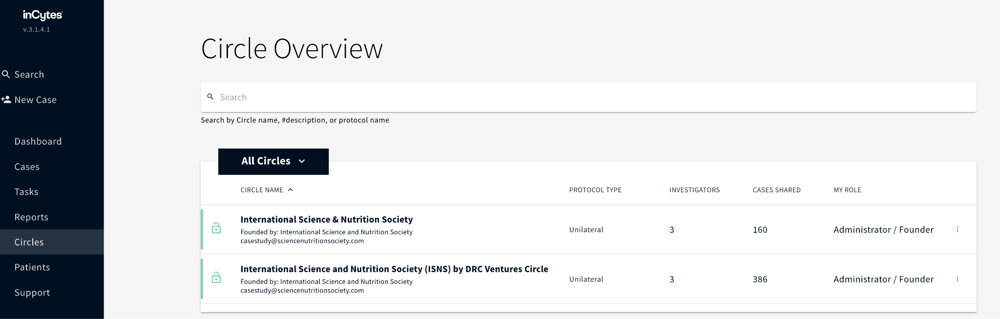 inCytes
v.3.1.4.1
Search
New Case
Dashboard
Cases
Tasks
Reports
Circles
Patients
Support
Circle Overview
Search
Search by Circle name, #description, or protocol name
All Circles
CIRCLE NAME PROTOCOL TYPE INVESTIGATORS CASES SHARED MY ROLE
International Science & Nutrition Society
Founded by: International Science and Nutrition Society
casestudy@sciencenutritionsociety.com
Unilateral 3 160 Administrator / Founder
International Science and Nutrition Society (ISNS) by DRC Ventures Circle
Founded by: International Science and Nutrition Society
casestudy@sciencenutritionsociety.com
Unilateral 3 386 Administrator / Founder